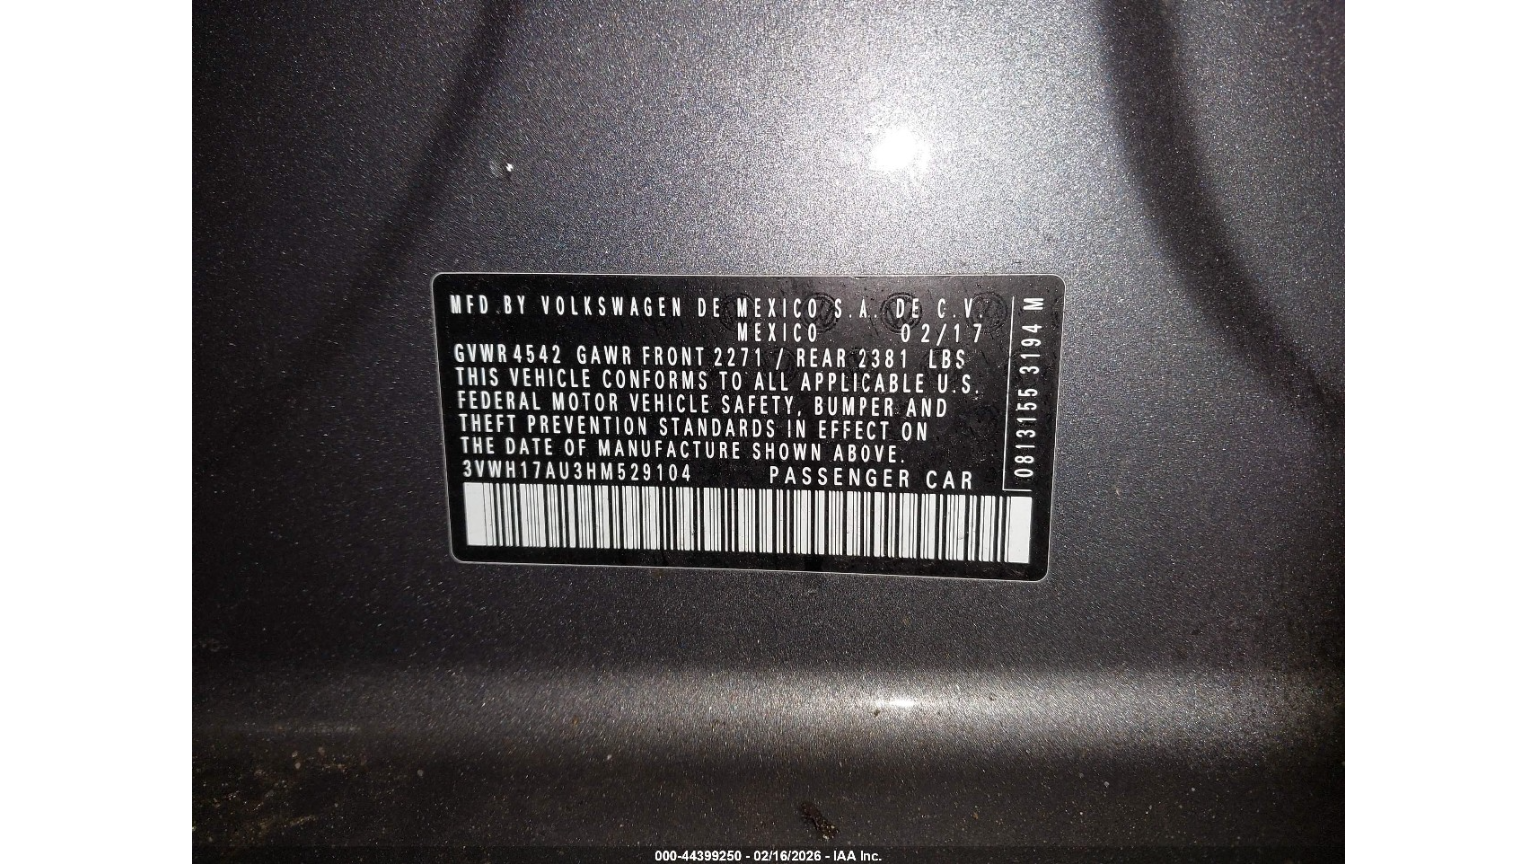 MFD.BY VOLKSWAGEN DE MEXICO S.A. DE C.V.
MEXICO 02/17
GVWR 4542 GAWR FRONT 2271 / REAR 2381 LBS
THIS VEHICLE CONFORMS TO ALL APPLICABLE U.S.
FEDERAL MOTOR VEHICLE SAFETY, BUMPER AND
THEFT PREVENTION STANDARDS IN EFFECT ON
THE DATE OF MANUFACTURE SHOWN ABOVE.
3VWH17AU3HM529104 PASSENGER CAR
0813155 3194 M
000-44399250 - 02/16/2026 - IAA Inc.